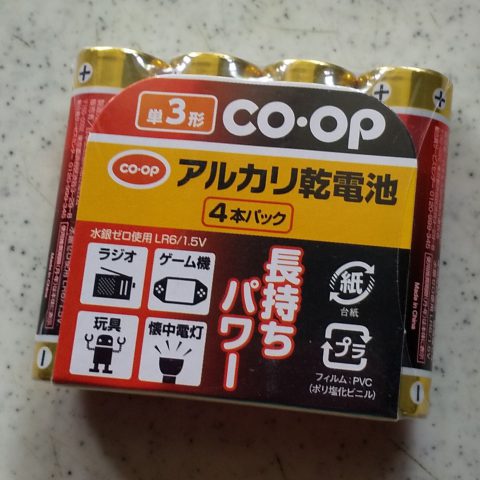 単3形
CO·OP
CO·OP
アルカリ乾電池
4本パック
水銀ゼロ使用 LR6/1.5V
ラジオ
ゲーム機
玩具
懐中電灯
長持ち
パワー
紙
台紙
プラ
フィルム:PVC
(ポリ塩化ビニル)
Made in China